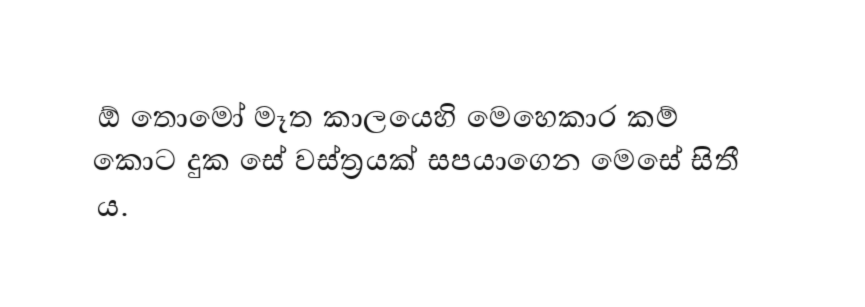 ඕ තොමෝ මෑත කාලයෙහි මෙහෙකාර කම්
කොට දුක සේ වස්ත්‍රයක් සපයාගෙන මෙසේ සිතී
ය.